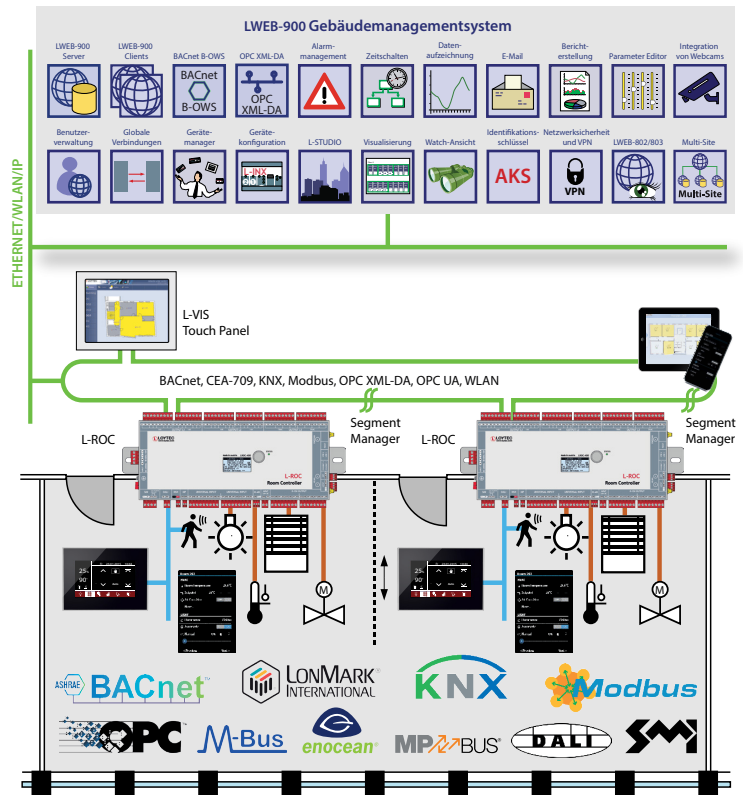 LWEB-900 Gebäudemanagementsystem
LWEB-900
Server
LWEB-900
Clients
BACnet B-OWS
OPC XML-DA
Alarm-
management
Zeitschalten
Daten-
aufzeichnung
E-Mail
Bericht-
erstellung
Parameter Editor
Integration
von Webcams
BACnet
B-OWS
OPC
XML-DA
Benutzer-
verwaltung
Globale
Verbindungen
Geräte-
manager
Geräte-
konfiguration
L-STUDIO
Visualisierung
Watch-Ansicht
Identifikations-
schlüssel
Netzwerksicherheit
und VPN
LWEB-802/803
Multi-Site
L-INX
AKS
VPN
Multi-Site
ETHERNET/WLAN/IP
L-VIS
Touch Panel
BACnet, CEA-709, KNX, Modbus, OPC XML-DA, OPC UA, WLAN
L-ROC
Segment
Manager
L-ROC
Segment
Manager
LOYTEC
L-ROC
Room Controller
LOYTEC
L-ROC
Room Controller
M
M
ASHRAE BACnet™
LONMARK®
INTERNATIONAL
KNX
Modbus
OPC™
M-Bus
enocean®
MP BUS®
DALI
SMI